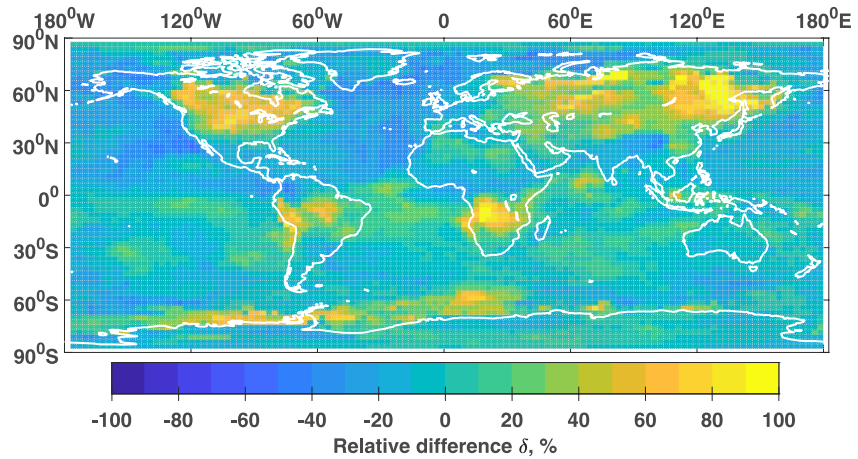 180⁰W 120⁰W 60⁰W 0 60⁰E 120⁰E 180⁰E
90⁰N
60⁰N
30⁰N
0⁰
30⁰S
60⁰S
90⁰S
-100 -80 -60 -40 -20 0 20 40 60 80 100
Relative difference δ, %